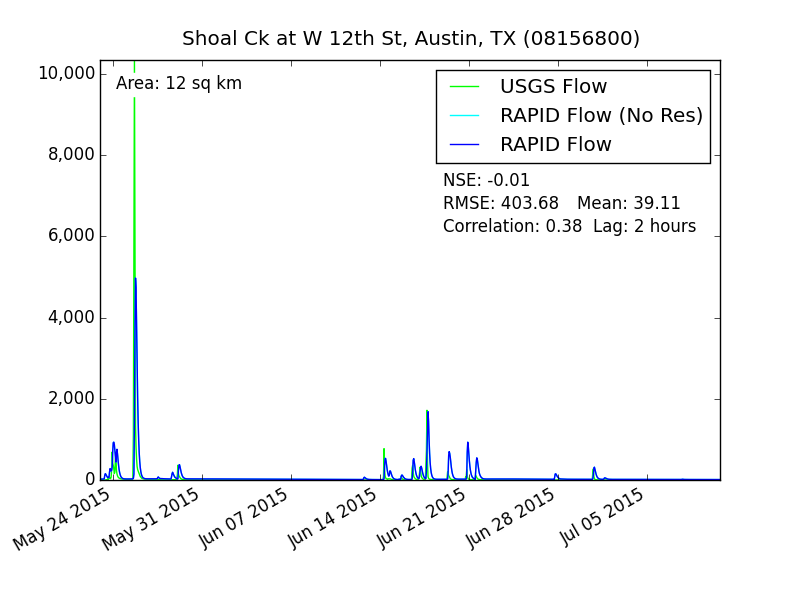 Shoal Ck at W 12th St, Austin, TX (08156800)
10,000
8,000
6,000
4,000
2,000
0
Area: 12 sq km
USGS Flow
RAPID Flow (No Res)
RAPID Flow
NSE: -0.01
RMSE: 403.68 Mean: 39.11
Correlation: 0.38 Lag: 2 hours
May 24 2015
May 31 2015
Jun 07 2015
Jun 14 2015
Jun 21 2015
Jun 28 2015
Jul 05 2015